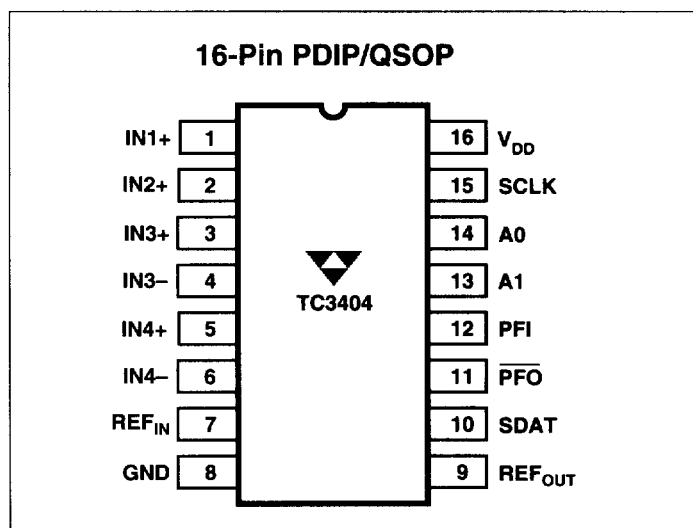 16-Pin PDIP/QSOP
IN1+ 1 16 VDD
IN2+ 2 15 SCLK
IN3+ 3 14 A0
IN3– 4 13 A1
TC3404
IN4+ 5 12 PFI
IN4– 6 11 P̅F̅O̅
REFIN 7 10 SDAT
GND 8 9 REFOUT